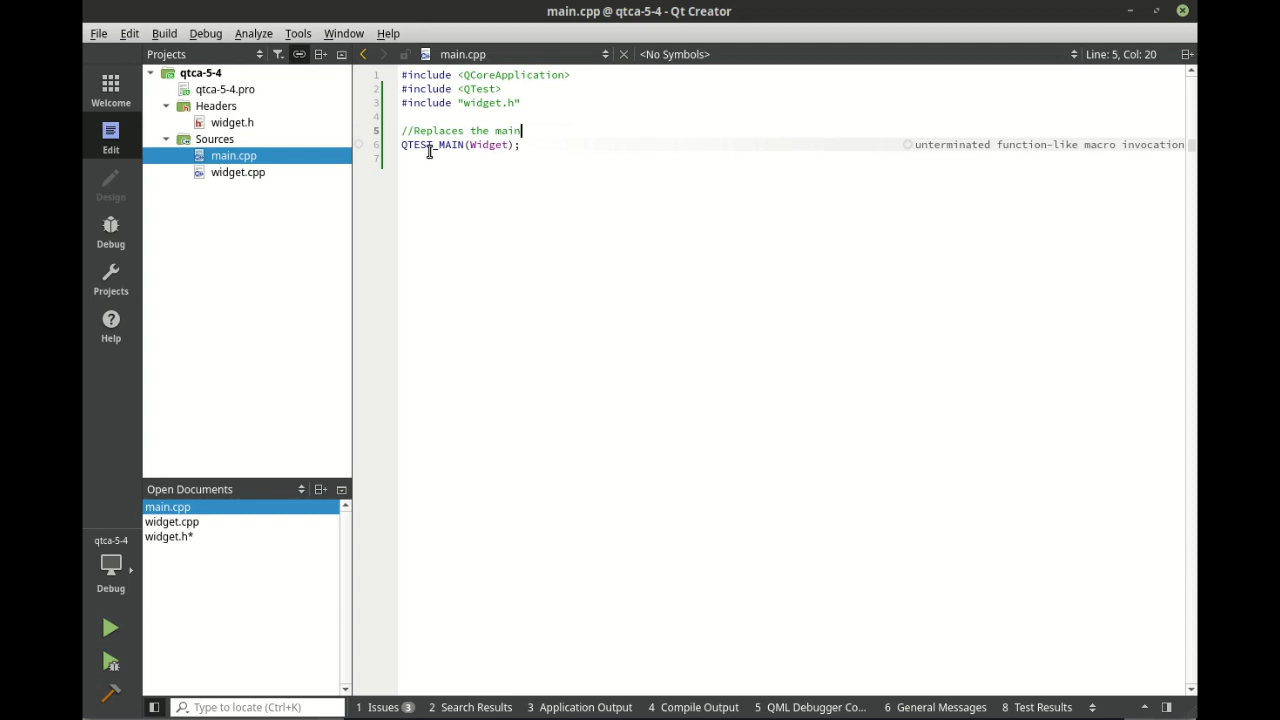 main.cpp @ qtca-5-4 - Qt Creator
File Edit Build Debug Analyze Tools Window Help
Projects main.cpp <No Symbols> Line: 5, Col: 20
Welcome
Edit
Design
Debug
Projects
Help
qtca-5-4
Debug
qtca-5-4
qtca-5-4.pro
Headers
widget.h
Sources
main.cpp
widget.cpp
Open Documents
main.cpp
widget.cpp
widget.h*
1 #include <QCoreApplication>
2 #include <QTest>
3 #include "widget.h"
4
5 //Replaces the main
6 QTEST_MAIN(Widget); unterminated function-like macro invocation
7
Type to locate (Ctrl+K) 1 Issues 3 2 Search Results 3 Application Output 4 Compile Output 5 QML Debugger Co... 6 General Messages 8 Test Results